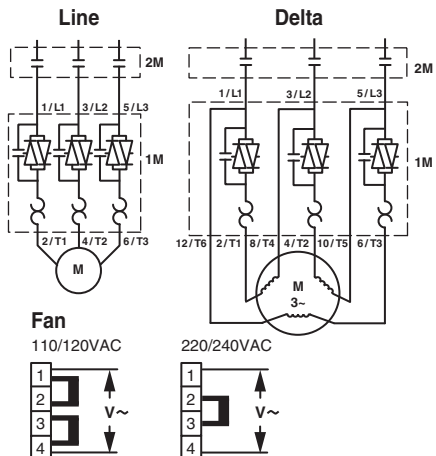 Line Delta
2M
2M
1/L1 3/L2 5/L3
1/L1 3/L2 5/L3
1M
1M
2/T1 4/T2 6/T3
12/T6 2/T1 8/T4 4/T2 10/T5 6/T3
M
M
3~
Fan
110/120VAC 220/240VAC
1
2
3
4
V~
1
2
3
4
V~